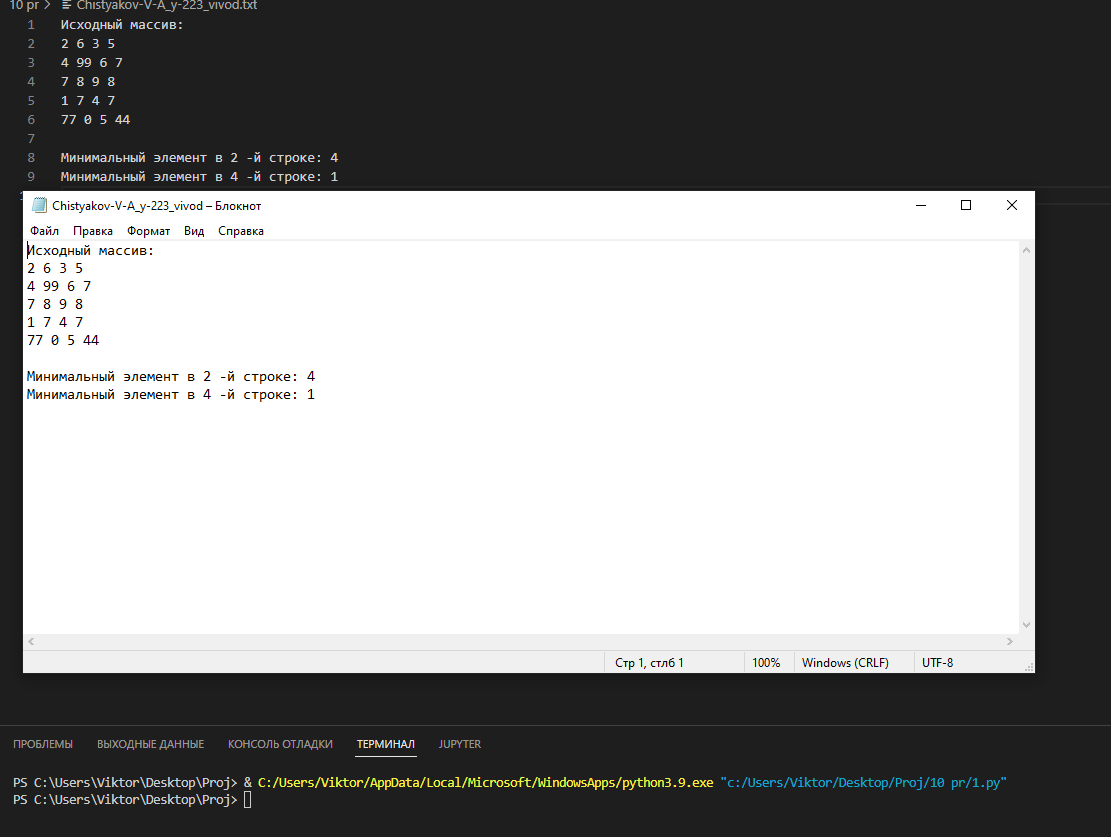 10 pr > Chistyakov-V-A_y-223_vivod.txt
1 Исходный массив:
2 2 6 3 5
3 4 99 6 7
4 7 8 9 8
5 1 7 4 7
6 77 0 5 44
7
8 Минимальный элемент в 2 -й строке: 4
9 Минимальный элемент в 4 -й строке: 1
Chistyakov-V-A_y-223_vivod – Блокнот
Файл Правка Формат Вид Справка
Исходный массив:
2 6 3 5
4 99 6 7
7 8 9 8
1 7 4 7
77 0 5 44
Минимальный элемент в 2 -й строке: 4
Минимальный элемент в 4 -й строке: 1
Стр 1, стлб 1 100% Windows (CRLF) UTF-8
ПРОБЛЕМЫ ВЫХОДНЫЕ ДАННЫЕ КОНСОЛЬ ОТЛАДКИ ТЕРМИНАЛ JUPYTER
PS C:\Users\Viktor\Desktop\Proj> & C:/Users/Viktor/AppData/Local/Microsoft/WindowsApps/python3.9.exe "c:/Users/Viktor/Desktop/Proj/10 pr/1.py"
PS C:\Users\Viktor\Desktop\Proj>